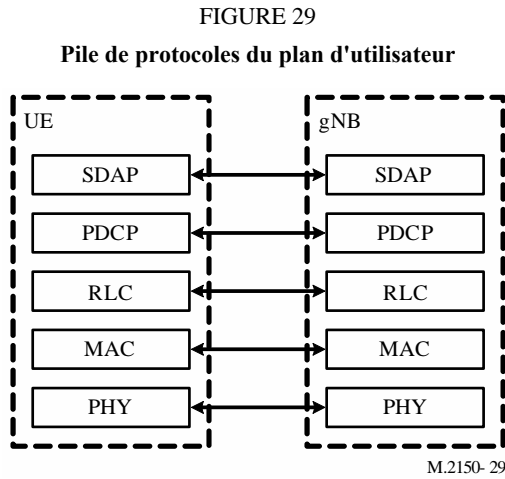 FIGURE 29
Pile de protocoles du plan d'utilisateur
UE gNB
SDAP SDAP
PDCP PDCP
RLC RLC
MAC MAC
PHY PHY
M.2150- 29